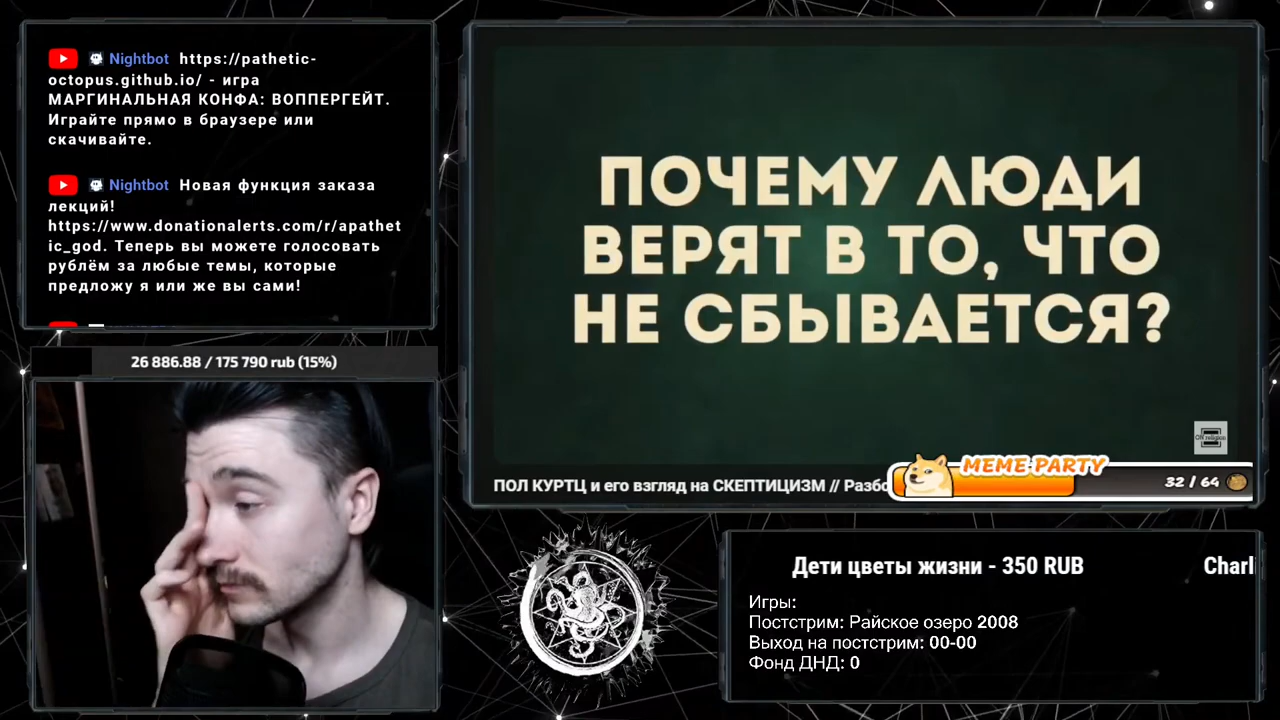 Nightbot https://pathetic-
octopus.github.io/ - игра
МАРГИНАЛЬНАЯ КОНФА: ВОППЕРГЕЙТ.
Играйте прямо в браузере или
скачивайте.
Nightbot Новая функция заказа
лекций!
https://www.donationalerts.com/r/apathet
ic_god. Теперь вы можете голосовать
рублём за любые темы, которые
предложу я или же вы сами!
26 886.88 / 175 790 rub (15%)
ПОЧЕМУ ЛЮДИ
ВЕРЯТ В ТО, ЧТО
НЕ СБЫВАЕТСЯ?
ON religion
MEME PARTY
32 / 64
ПОЛ КУРТЦ и его взгляд на СКЕПТИЦИЗМ // Разбо
Дети цветы жизни - 350 RUB Charl
Игры:
Постстрим: Райское озеро 2008
Выход на постстрим: 00-00
Фонд ДНД: 0